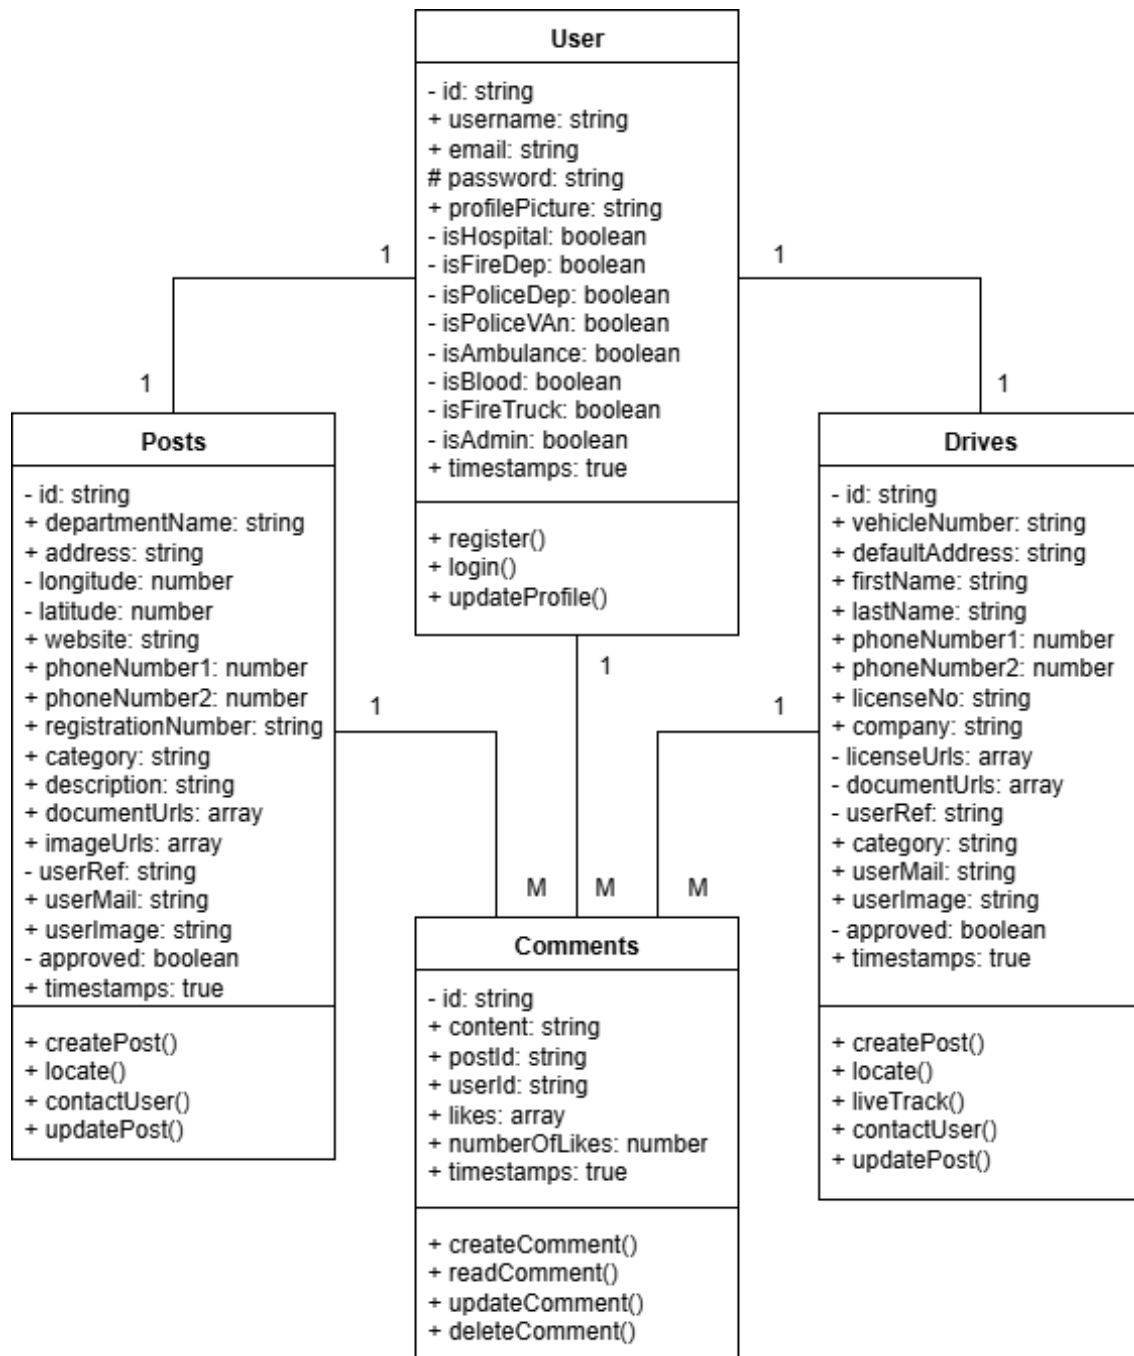 User
- id: string
+ username: string
+ email: string
# password: string
+ profilePicture: string
- isHospital: boolean
- isFireDep: boolean
- isPoliceDep: boolean
- isPoliceVAn: boolean
- isAmbulance: boolean
- isBlood: boolean
- isFireTruck: boolean
- isAdmin: boolean
+ timestamps: true
+ register()
+ login()
+ updateProfile()
1
1
1
1
Posts
- id: string
+ departmentName: string
+ address: string
- longitude: number
- latitude: number
+ website: string
+ phoneNumber1: number
+ phoneNumber2: number
+ registrationNumber: string
+ category: string
+ description: string
+ documentUrls: array
+ imageUrls: array
- userRef: string
+ userMail: string
+ userImage: string
- approved: boolean
+ timestamps: true
+ createPost()
+ locate()
+ contactUser()
+ updatePost()
Drives
- id: string
+ vehicleNumber: string
+ defaultAddress: string
+ firstName: string
+ lastName: string
+ phoneNumber1: number
+ phoneNumber2: number
+ licenseNo: string
+ company: string
- licenseUrls: array
- documentUrls: array
- userRef: string
+ category: string
+ userMail: string
+ userImage: string
- approved: boolean
+ timestamps: true
+ createPost()
+ locate()
+ liveTrack()
+ contactUser()
+ updatePost()
1
1
1
M
M
M
Comments
- id: string
+ content: string
+ postId: string
+ userId: string
+ likes: array
+ numberOfLikes: number
+ timestamps: true
+ createComment()
+ readComment()
+ updateComment()
+ deleteComment()